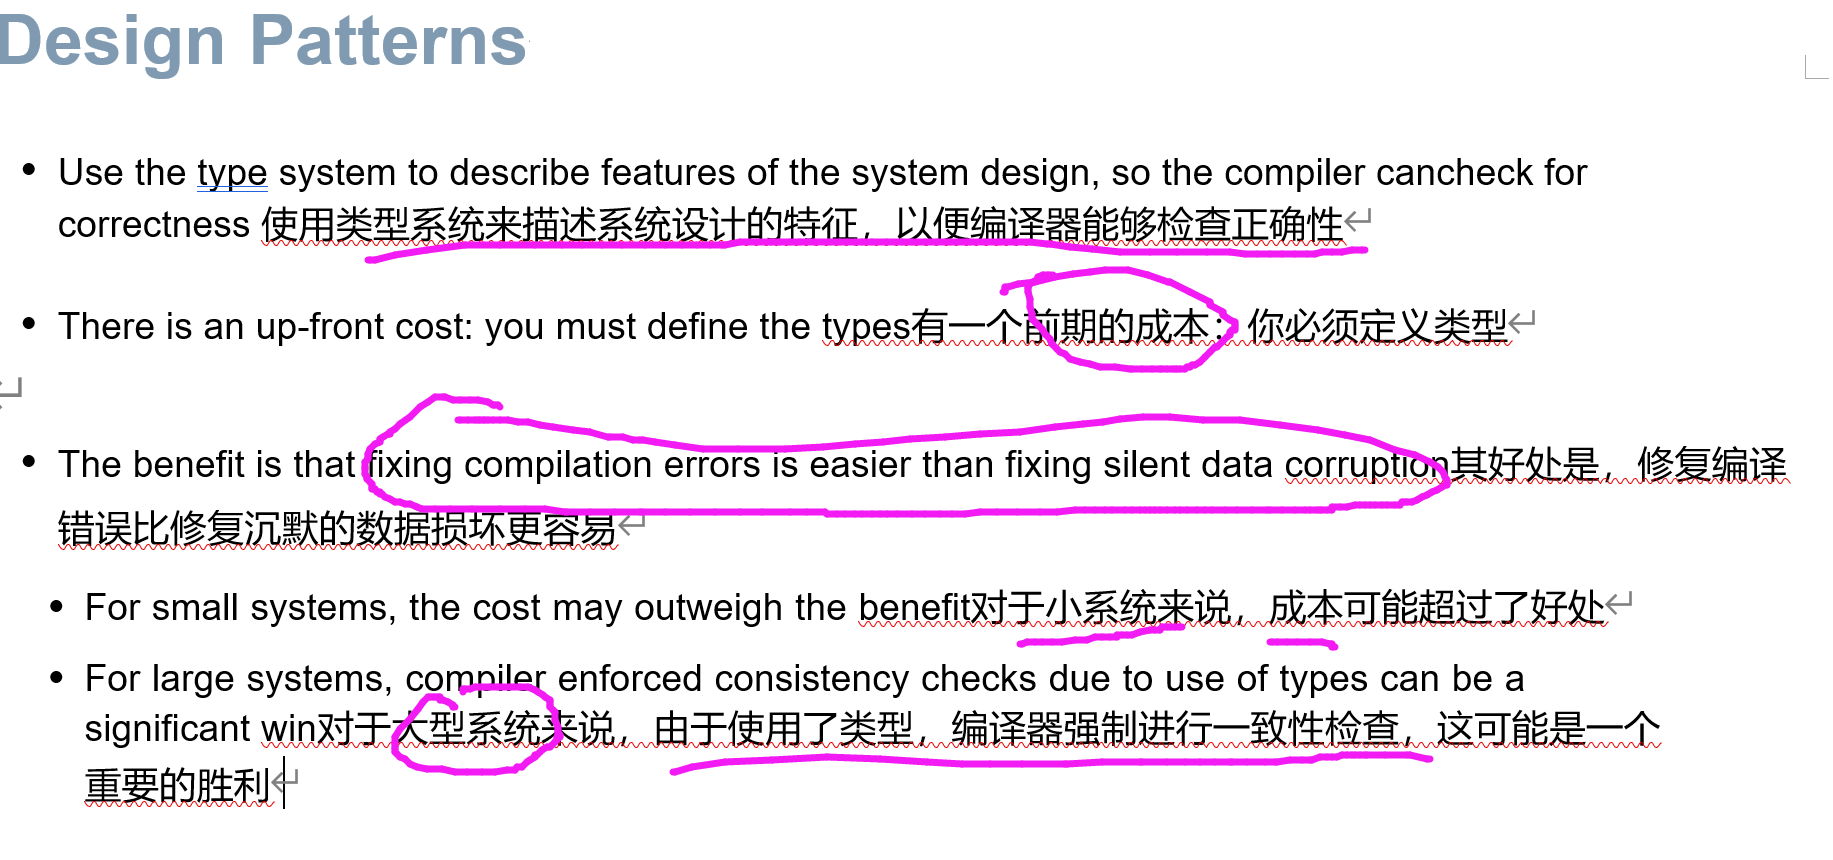 Design Patterns
• Use the type system to describe features of the system design, so the compiler cancheck for
correctness 使用类型系统来描述系统设计的特征，以便编译器能够检查正确性↵
• There is an up-front cost: you must define the types有一个前期的成本：你必须定义类型↵
↵
• The benefit is that fixing compilation errors is easier than fixing silent data corruption其好处是，修复编译
错误比修复沉默的数据损坏更容易↵
• For small systems, the cost may outweigh the benefit对于小系统来说，成本可能超过了好处↵
• For large systems, compiler enforced consistency checks due to use of types can be a
significant win对于大型系统来说，由于使用了类型，编译器强制进行一致性检查，这可能是一个
重要的胜利↵